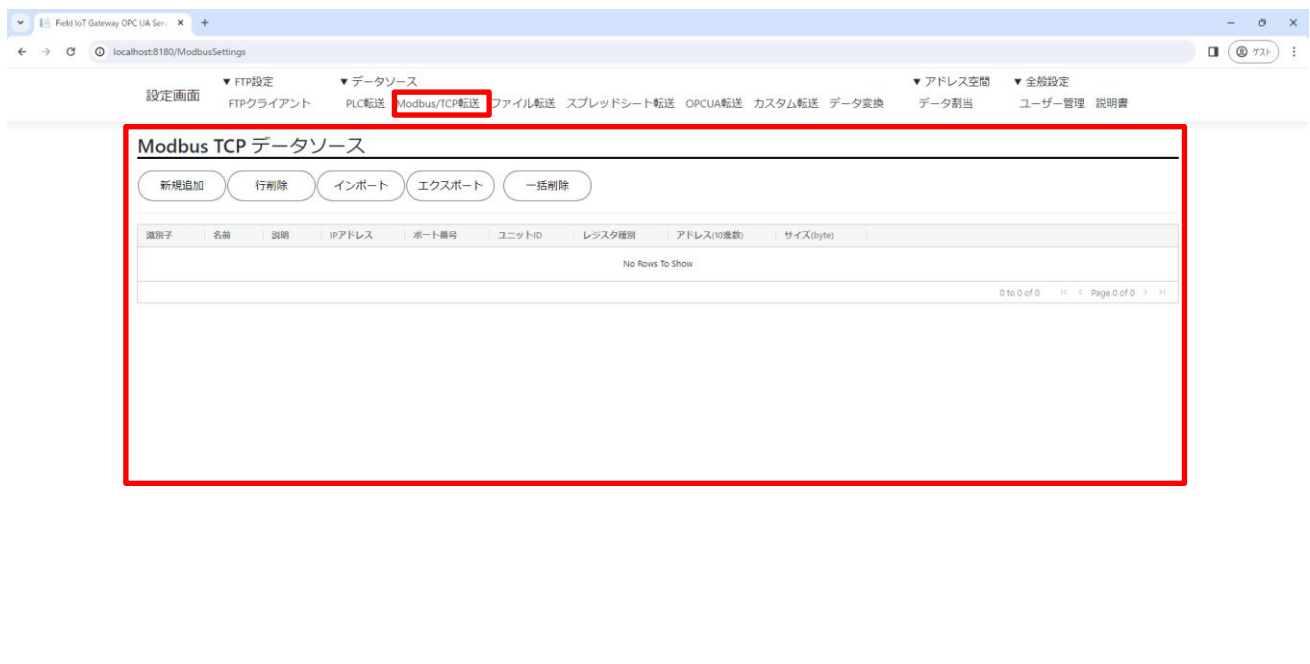 Field IoT Gateway OPC UA Ser
localhost:8180/ModbusSettings
ゲスト
設定画面
▼ FTP設定
▼ データソース
▼ アドレス空間
▼ 全般設定
FTPクライアント
PLC転送 Modbus/TCP転送 ファイル転送 スプレッドシート転送 OPCUA転送 カスタム転送 データ変換
データ割当
ユーザー管理 説明書
Modbus TCP データソース
新規追加 行削除 インポート エクスポート 一括削除
識別子 名前 説明 IPアドレス ポート番号 ユニットID レジスタ種別 アドレス(10進数) サイズ(byte)
No Rows To Show
0 to 0 of 0 Page 0 of 0